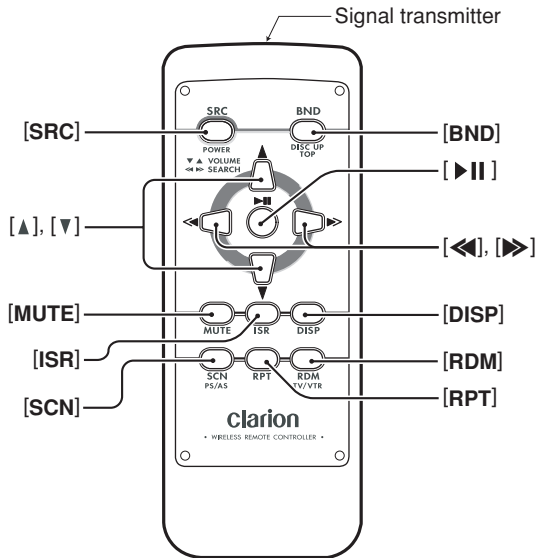 Signal transmitter
SRC BND
[SRC] [BND]
POWER DISC UP
TOP
▼ ▲ VOLUME
◀◀ ▶▶ SEARCH
[▶II]
▶II
[▲], [▼]
[◀◀], [▶▶]
[MUTE] [DISP]
MUTE ISR DISP
[ISR] [RDM]
SCN RPT RDM
PS/AS TV/VTR
[SCN] [RPT]
clarion
• WIRELESS REMOTE CONTROLLER •